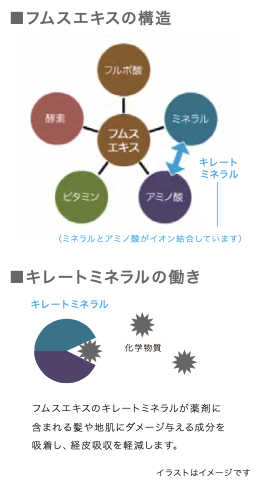 ■フムスエキスの構造
フルボ酸
酵素
ミネラル
フムス
エキス
キレート
ミネラル
ビタミン
アミノ酸
(ミネラルとアミノ酸がイオン結合しています)
■キレートミネラルの働き
キレートミネラル
化学物質
フムスエキスのキレートミネラルが薬剤に
含まれる髪や地肌にダメージ与える成分を
吸着し、経皮吸収を軽減します。
イラストはイメージです